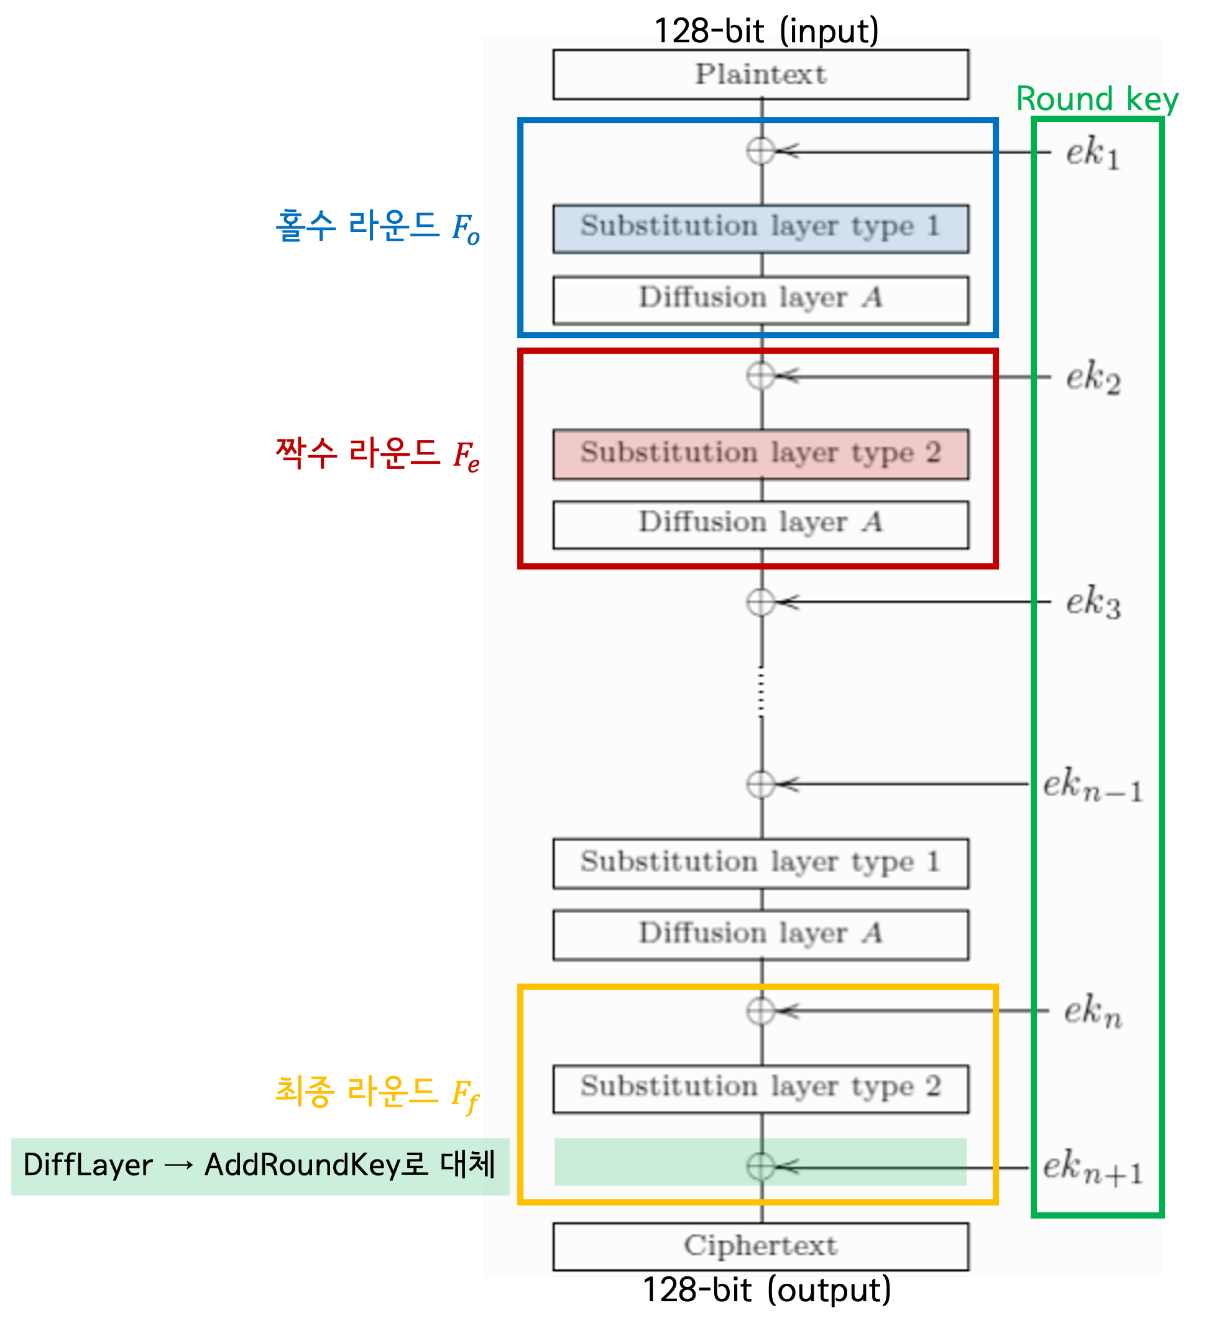 128-bit (input)
Plaintext
Round key
ek₁
홀수 라운드 Fₒ
Substitution layer type 1
Diffusion layer A
ek₂
짝수 라운드 Fₑ
Substitution layer type 2
Diffusion layer A
ek₃
ekₙ₋₁
Substitution layer type 1
Diffusion layer A
ekₙ
최종 라운드 F_f
Substitution layer type 2
DiffLayer → AddRoundKey로 대체
ekₙ₊₁
Ciphertext
128-bit (output)